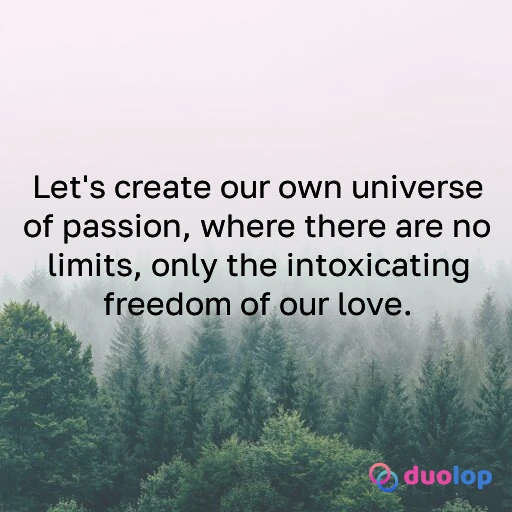 Let's create our own universe
of passion, where there are no
limits, only the intoxicating
freedom of our love.
duolop